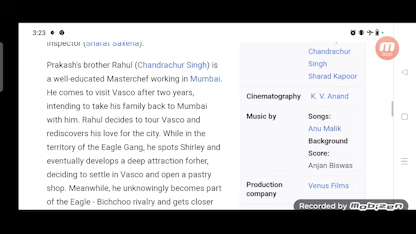 3:23
inspector (Sharat Saxena).
Prakash's brother Rahul (Chandrachur Singh) is
a well-educated Masterchef working in Mumbai.
He comes to visit Vasco after two years,
intending to take his family back to Mumbai
with him. Rahul decides to tour Vasco and
rediscovers his love for the city. While in the
territory of the Eagle Gang, he spots Shirley and
eventually develops a deep attraction forher,
deciding to settle in Vasco and open a pastry
shop. Meanwhile, he unknowingly becomes part
of the Eagle - Bichchoo rivalry and gets closer
Chandrachur
Singh
Sharad Kapoor
Cinematography K. V. Anand
Music by Songs:
Anu Malik
Background
Score:
Anjan Biswas
Production
company Venus Films
Recorded by mobizen